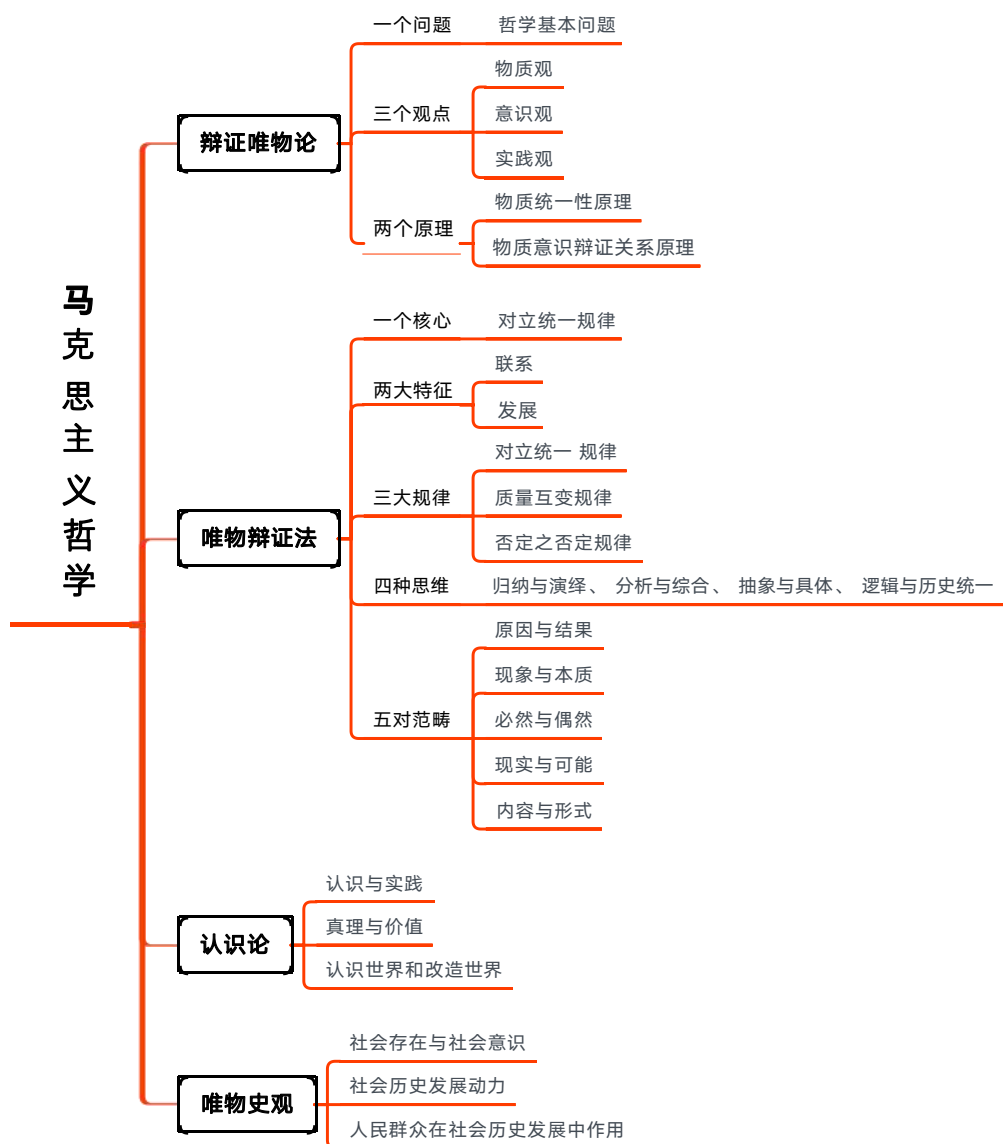 马克思主义哲学
辩证唯物论
一个问题
哲学基本问题
三个观点
物质观
意识观
实践观
两个原理
物质统一性原理
物质意识辩证关系原理
唯物辩证法
一个核心
对立统一规律
两大特征
联系
发展
三大规律
对立统一 规律
质量互变规律
否定之否定规律
四种思维
归纳与演绎、 分析与综合、 抽象与具体、 逻辑与历史统一
五对范畴
原因与结果
现象与本质
必然与偶然
现实与可能
内容与形式
认识论
认识与实践
真理与价值
认识世界和改造世界
唯物史观
社会存在与社会意识
社会历史发展动力
人民群众在社会历史发展中作用